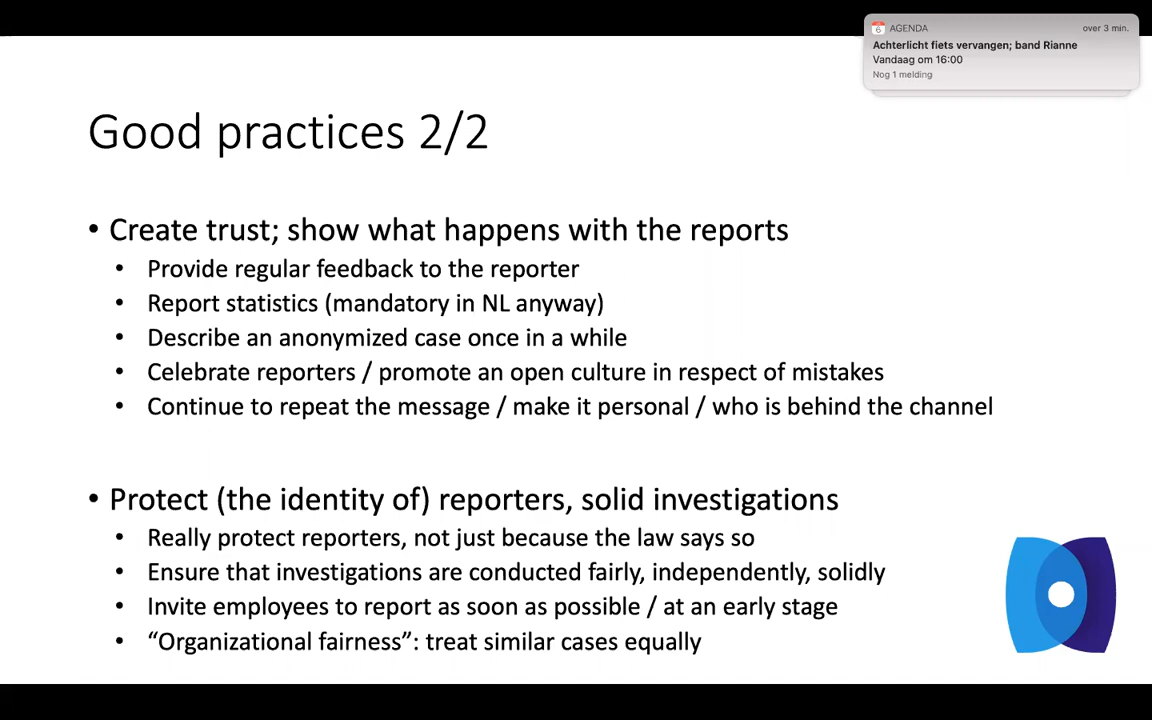 AGENDA
over 3 min.
Achterlicht fiets vervangen; band Rianne
Vandaag om 16:00
Nog 1 melding
Good practices 2/2
• Create trust; show what happens with the reports
• Provide regular feedback to the reporter
• Report statistics (mandatory in NL anyway)
• Describe an anonymized case once in a while
• Celebrate reporters / promote an open culture in respect of mistakes
• Continue to repeat the message / make it personal / who is behind the channel
• Protect (the identity of) reporters, solid investigations
• Really protect reporters, not just because the law says so
• Ensure that investigations are conducted fairly, independently, solidly
• Invite employees to report as soon as possible / at an early stage
• “Organizational fairness”: treat similar cases equally